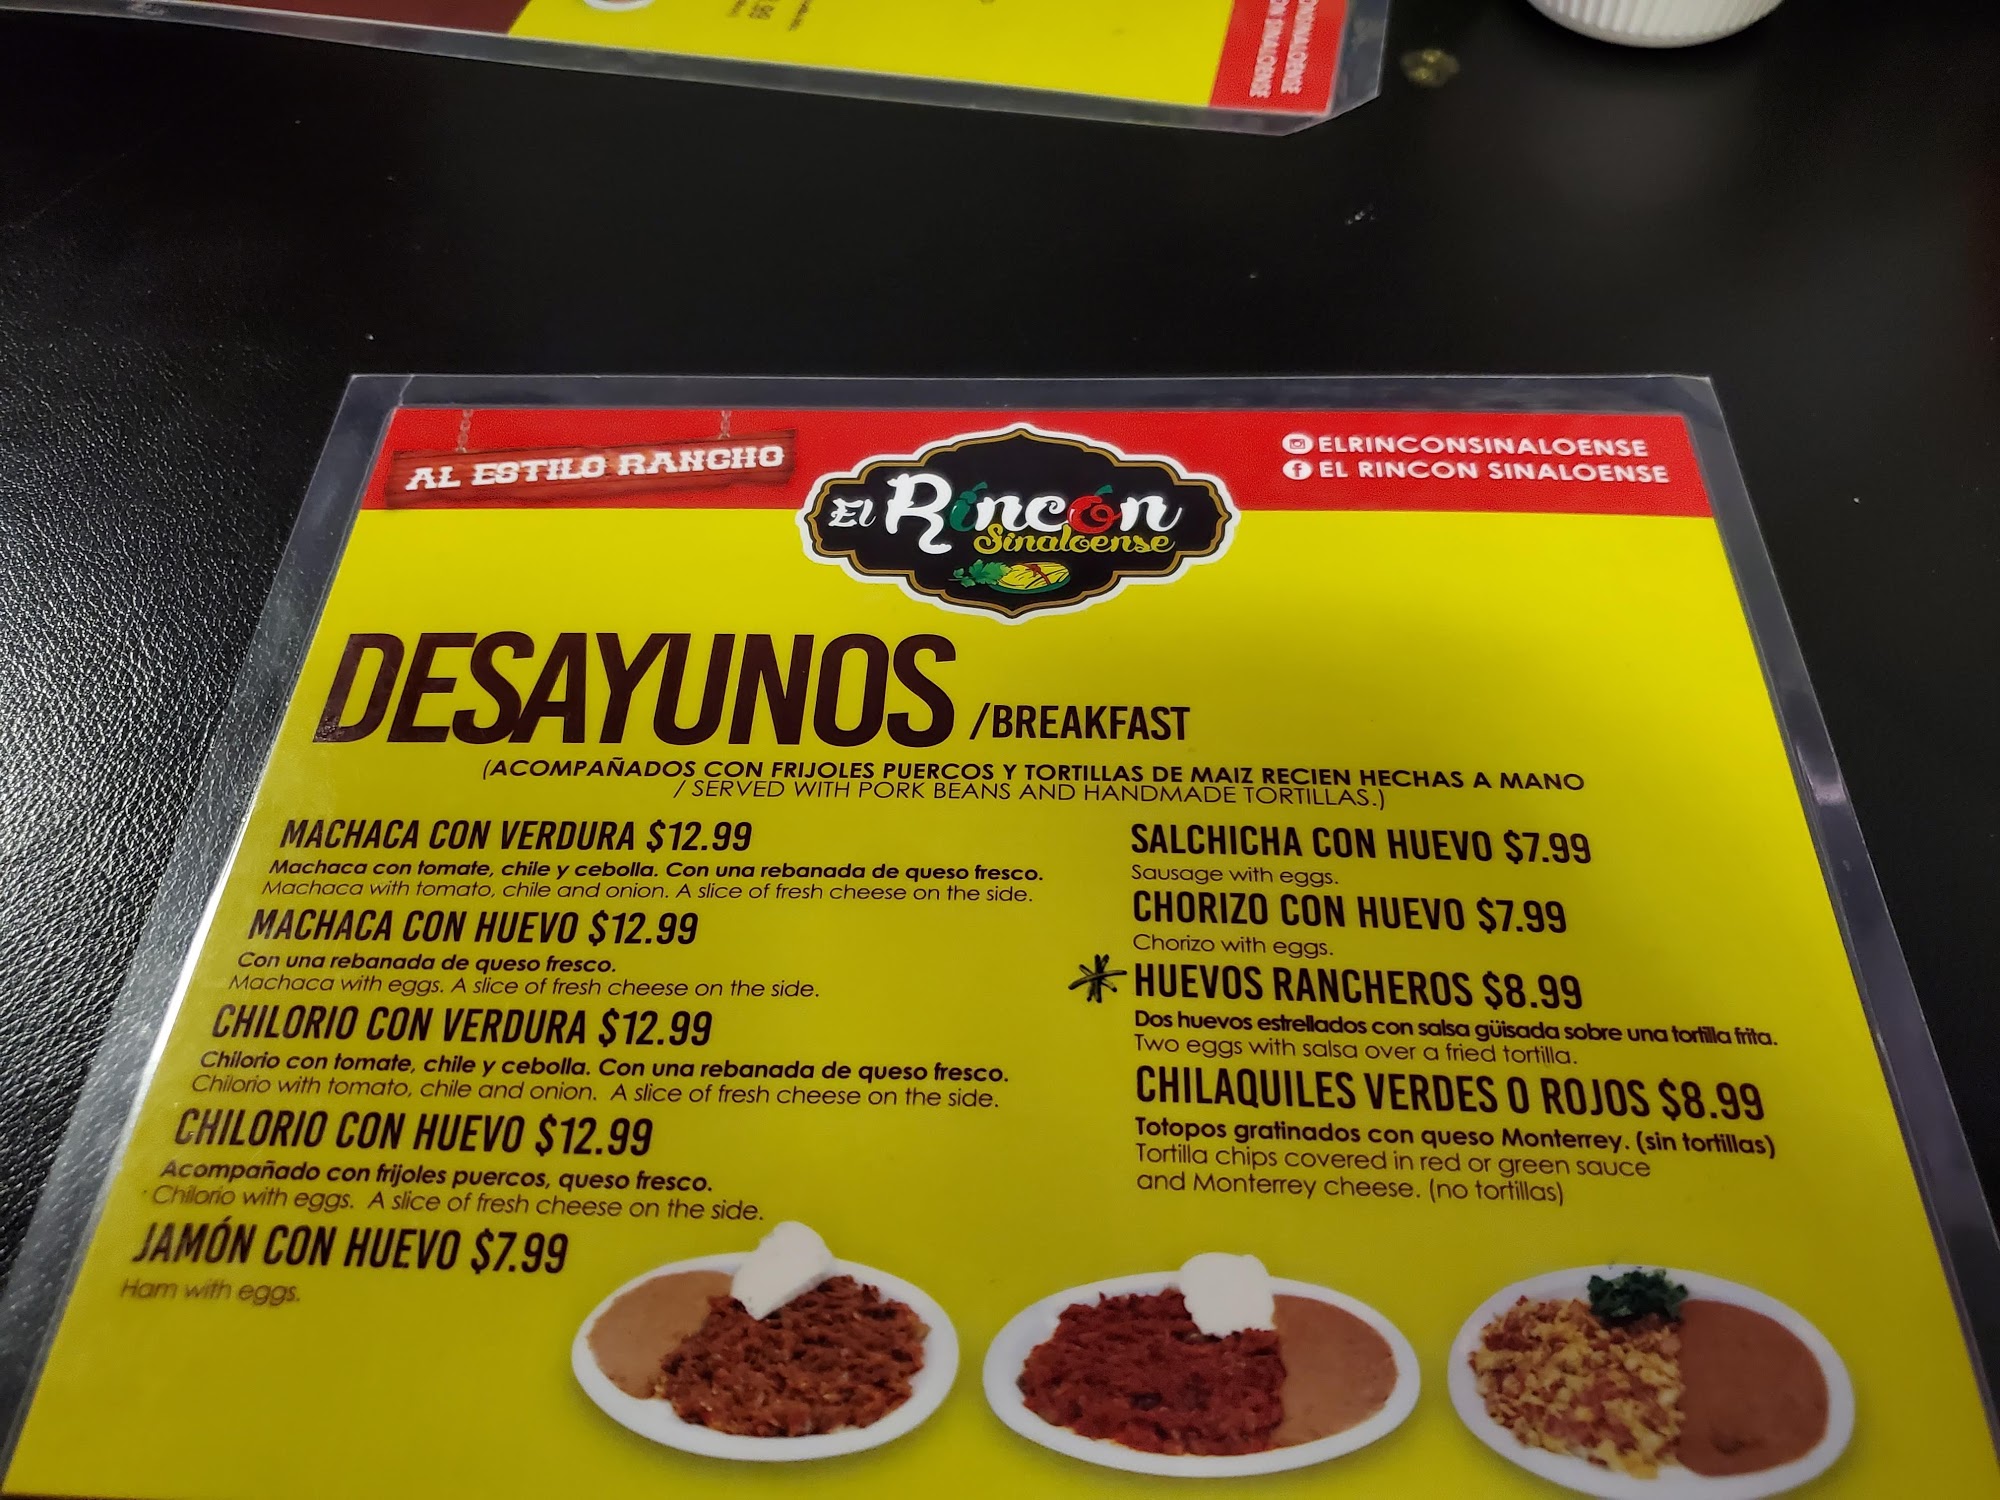 ON SINALOENSE
ONSINALOENSE
AL ESTILO RANCHO
El Rincón
Sinaloense
ELRINCONSINALOENSE
EL RINCON SINALOENSE
DESAYUNOS /BREAKFAST
(ACOMPAÑADOS CON FRIJOLES PUERCOS Y TORTILLAS DE MAIZ RECIEN HECHAS A MANO
/ SERVED WITH PORK BEANS AND HANDMADE TORTILLAS.)
MACHACA CON VERDURA $12.99
Machaca con tomate, chile y cebolla. Con una rebanada de queso fresco.
Machaca with tomato, chile and onion. A slice of fresh cheese on the side.
MACHACA CON HUEVO $12.99
Con una rebanada de queso fresco.
Machaca with eggs. A slice of fresh cheese on the side.
CHILORIO CON VERDURA $12.99
Chilorio con tomate, chile y cebolla. Con una rebanada de queso fresco.
Chilorio with tomato, chile and onion. A slice of fresh cheese on the side.
CHILORIO CON HUEVO $12.99
Acompañado con frijoles puercos, queso fresco.
Chilorio with eggs. A slice of fresh cheese on the side.
JAMÓN CON HUEVO $7.99
Ham with eggs.
SALCHICHA CON HUEVO $7.99
Sausage with eggs.
CHORIZO CON HUEVO $7.99
Chorizo with eggs.
* HUEVOS RANCHEROS $8.99
Dos huevos estrellados con salsa güisada sobre una tortilla frita.
Two eggs with salsa over a fried tortilla.
CHILAQUILES VERDES O ROJOS $8.99
Totopos gratinados con queso Monterrey. (sin tortillas)
Tortilla chips covered in red or green sauce
and Monterrey cheese. (no tortillas)